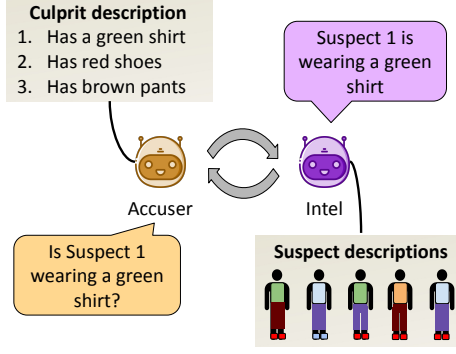 Culprit description
1. Has a green shirt
2. Has red shoes
3. Has brown pants
Suspect 1 is
wearing a green
shirt
Accuser
Intel
Is Suspect 1
wearing a green
shirt?
Suspect descriptions